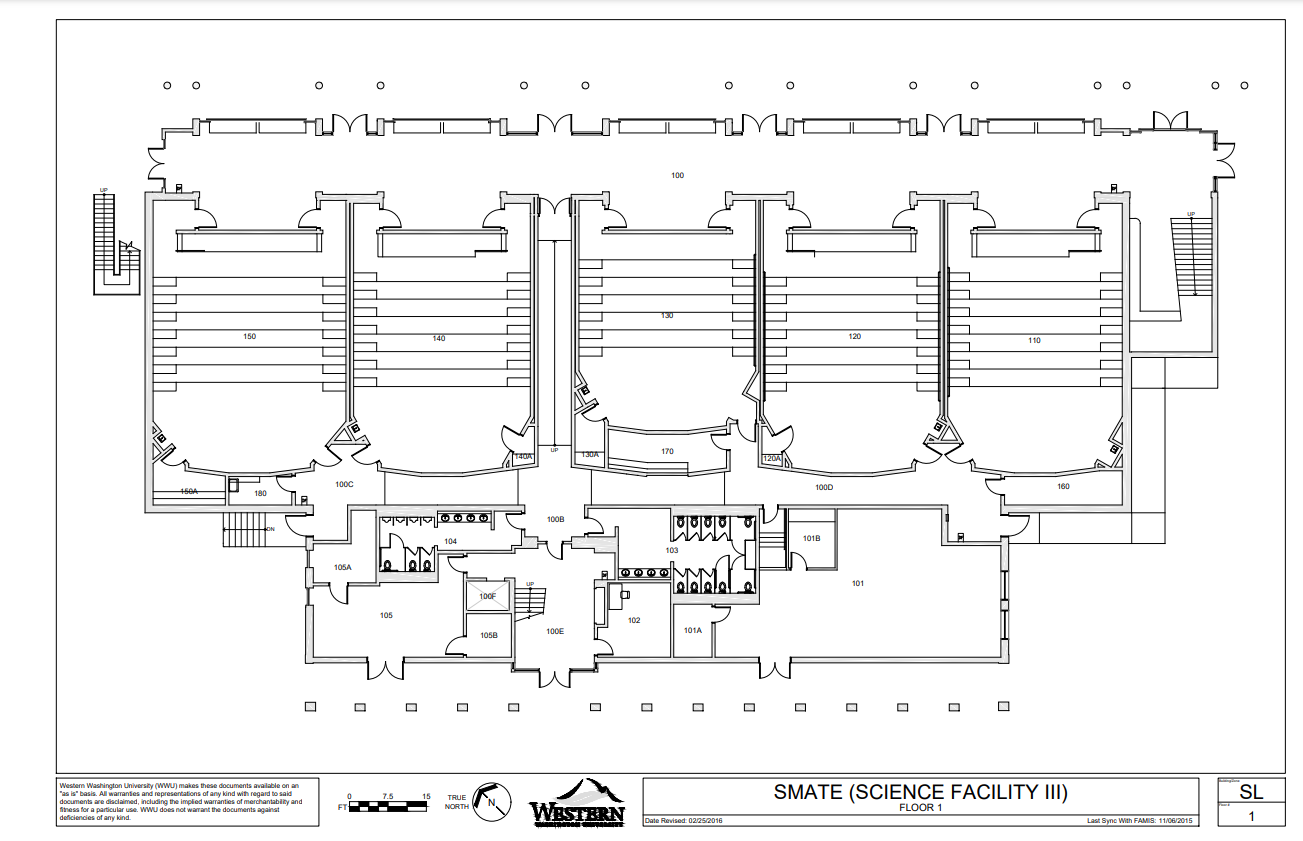 100
UP
UP
150
140
130
120
110
UP
140A
130A
170
120A
150A
180
100C
100D
160
DN
100B
104
103
101B
105A
101
UP
100F
105
102
100E
105B
101A
Western Washington University (WWU) makes these documents available on an
"as is" basis. All warranties and representations of any kind with regard to said
documents are disclaimed, including the implied warranties of merchantability and
fitness for a particular use. WWU does not warrant the documents against
deficiencies of any kind.
0 7.5 15
FT
TRUE
NORTH
N
WESTERN
WASHINGTON UNIVERSITY
SMATE (SCIENCE FACILITY III)
FLOOR 1
Date Revised: 02/25/2016
Last Sync With FAMIS: 11/06/2015
SL
1